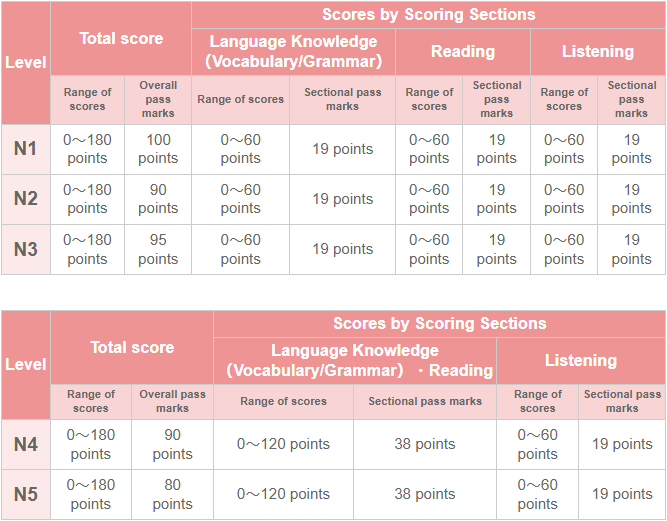 Level
Total score
Scores by Scoring Sections
Language Knowledge
（Vocabulary/Grammar）
Reading
Listening
Range of
scores
Overall
pass
marks
Range of scores
Sectional pass
marks
Range of
scores
Sectional
pass
marks
Range of
scores
Sectional
pass
marks
N1
0～180
points
100
points
0～60
points
19 points
0～60
points
19
points
0～60
points
19
points
N2
0～180
points
90
points
0～60
points
19 points
0～60
points
19
points
0～60
points
19
points
N3
0～180
points
95
points
0～60
points
19 points
0～60
points
19
points
0～60
points
19
points
Level
Total score
Scores by Scoring Sections
Language Knowledge
（Vocabulary/Grammar）・Reading
Listening
Range of
scores
Overall pass
marks
Range of scores
Sectional pass marks
Range of
scores
Sectional pass
marks
N4
0～180
points
90
points
0～120 points
38 points
0～60
points
19 points
N5
0～180
points
80
points
0～120 points
38 points
0～60
points
19 points